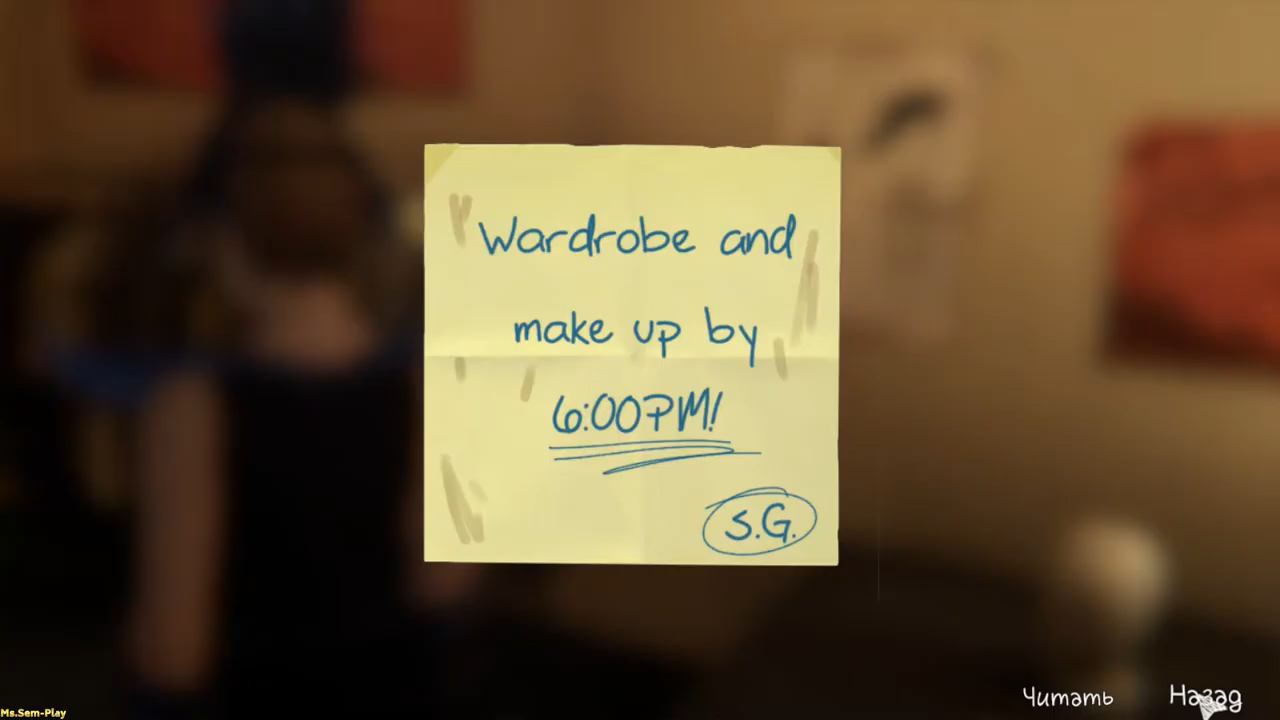 Wardrobe and
make up by
6:00PM!
S.G.
Читать Назад
Ms.Sem-Play